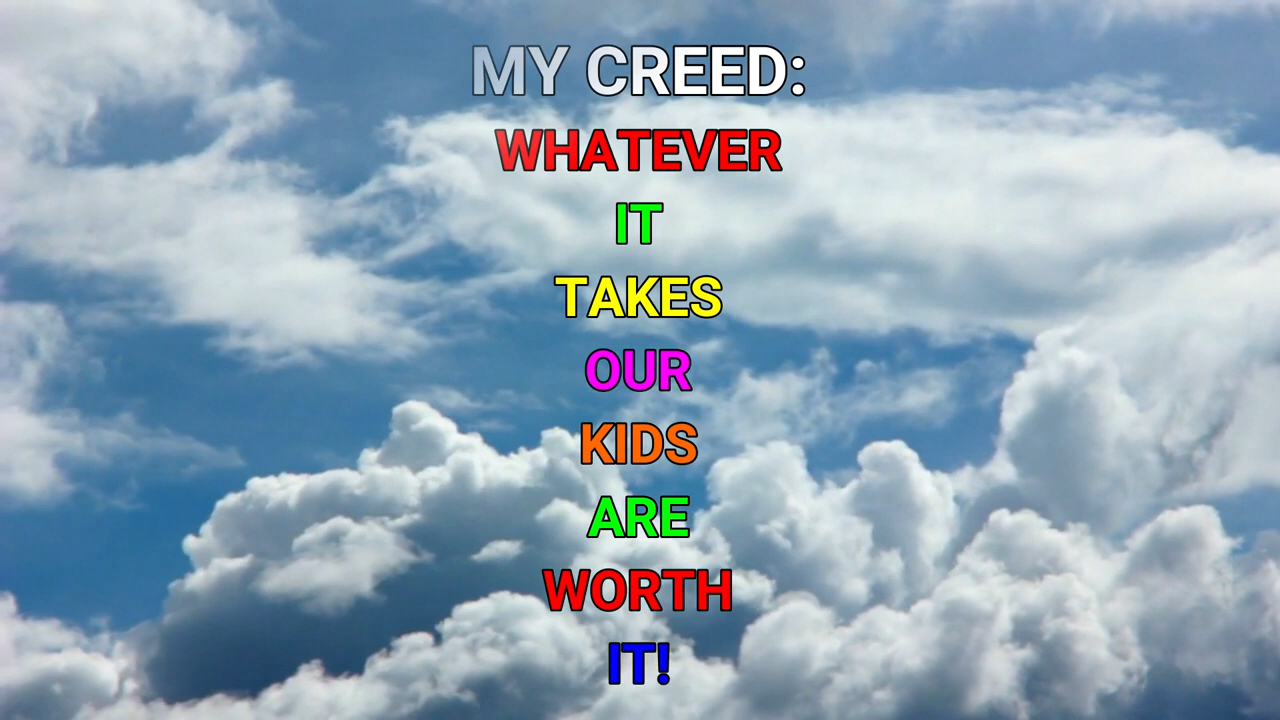 MY CREED:
WHATEVER
IT
TAKES
OUR
KIDS
ARE
WORTH
IT!